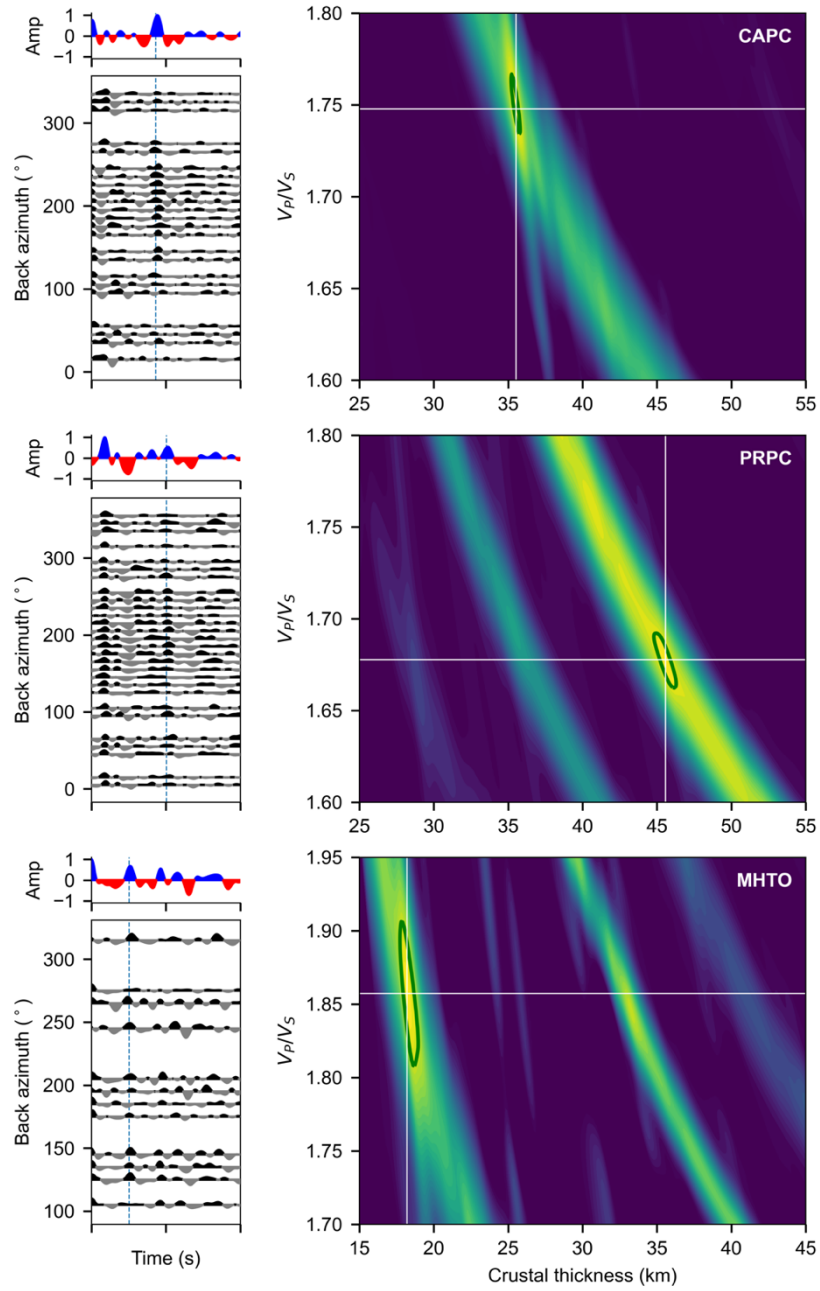 1
0
−1
Amp
300
200
100
0
Back azimuth (°)
CAPC
1.80
1.75
1.70
1.65
1.60
V_P/V_S
25 30 35 40 45 50 55
1
0
−1
Amp
300
200
100
0
Back azimuth (°)
PRPC
1.80
1.75
1.70
1.65
1.60
V_P/V_S
25 30 35 40 45 50 55
1
0
−1
Amp
300
250
200
150
100
Back azimuth (°)
Time (s)
MHTO
1.95
1.90
1.85
1.80
1.75
1.70
V_P/V_S
15 20 25 30 35 40 45
Crustal thickness (km)